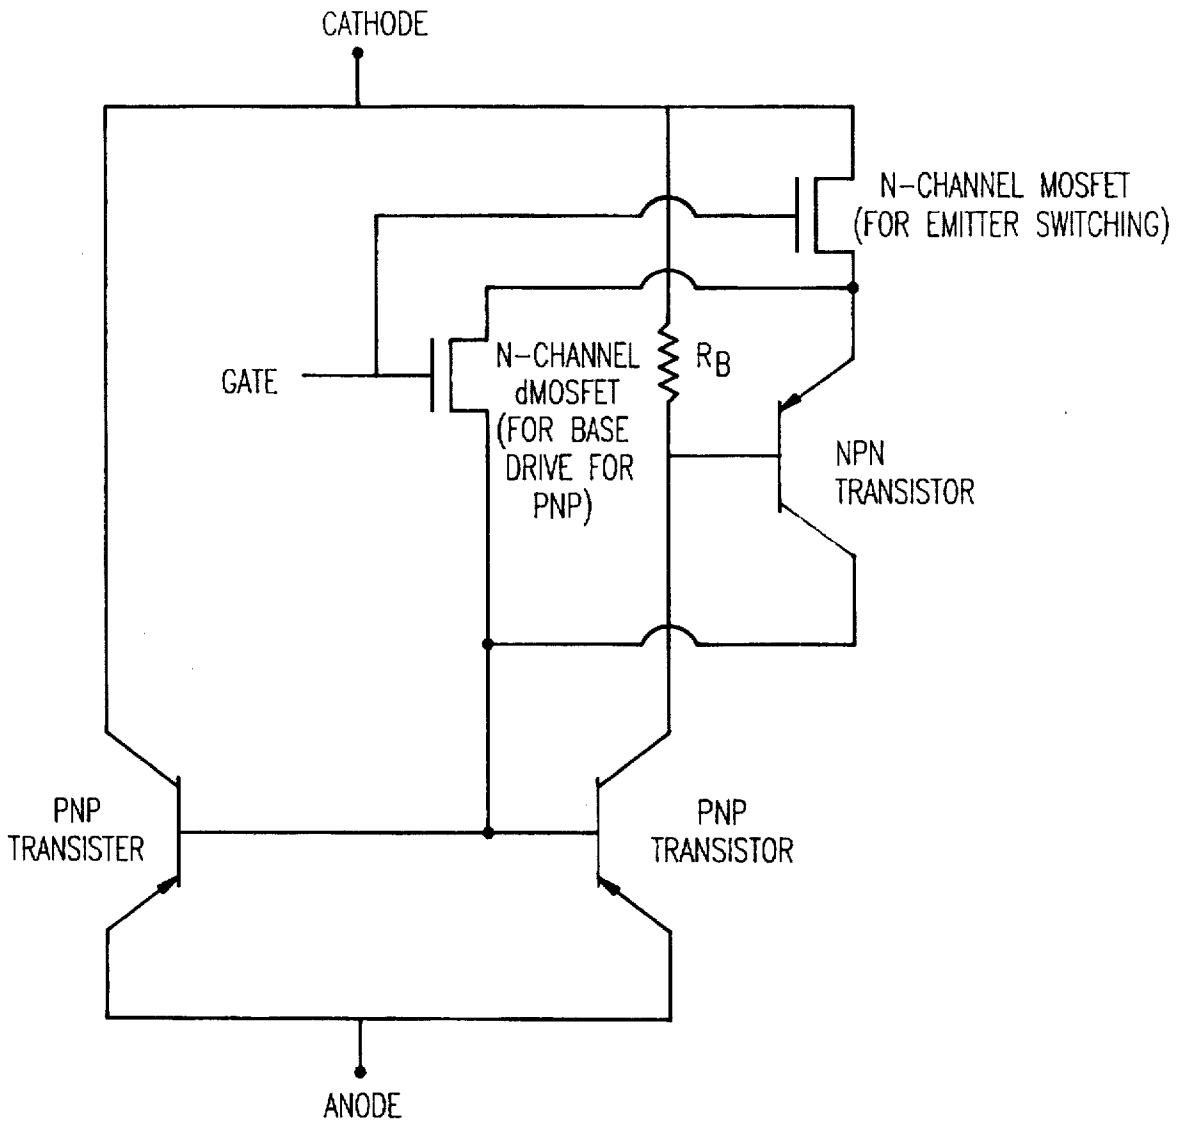 CATHODE
N-CHANNEL MOSFET
(FOR EMITTER SWITCHING)
GATE
N-CHANNEL
dMOSFET
(FOR BASE
DRIVE FOR
PNP)
RB
NPN
TRANSISTOR
PNP
TRANSISTER
PNP
TRANSISTOR
ANODE